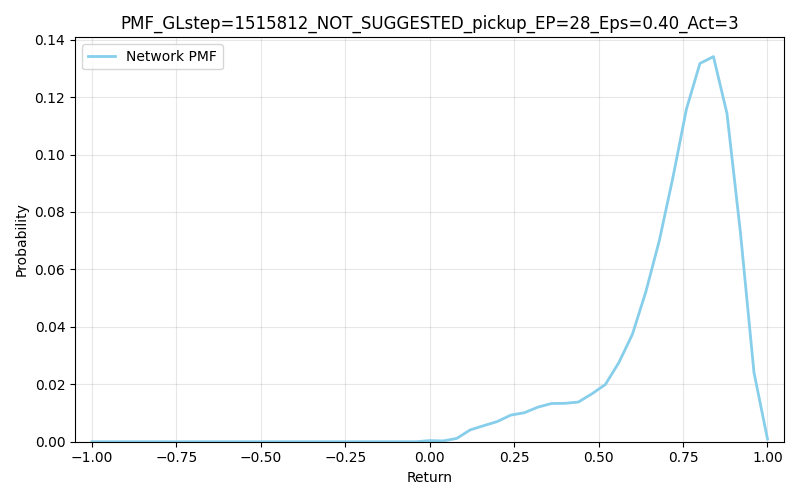 PMF_GLstep=1515812_NOT_SUGGESTED_pickup_EP=28_Eps=0.40_Act=3
Network PMF
Probability
0.14
0.12
0.10
0.08
0.06
0.04
0.02
0.00
−1.00 −0.75 −0.50 −0.25 0.00 0.25 0.50 0.75 1.00
Return